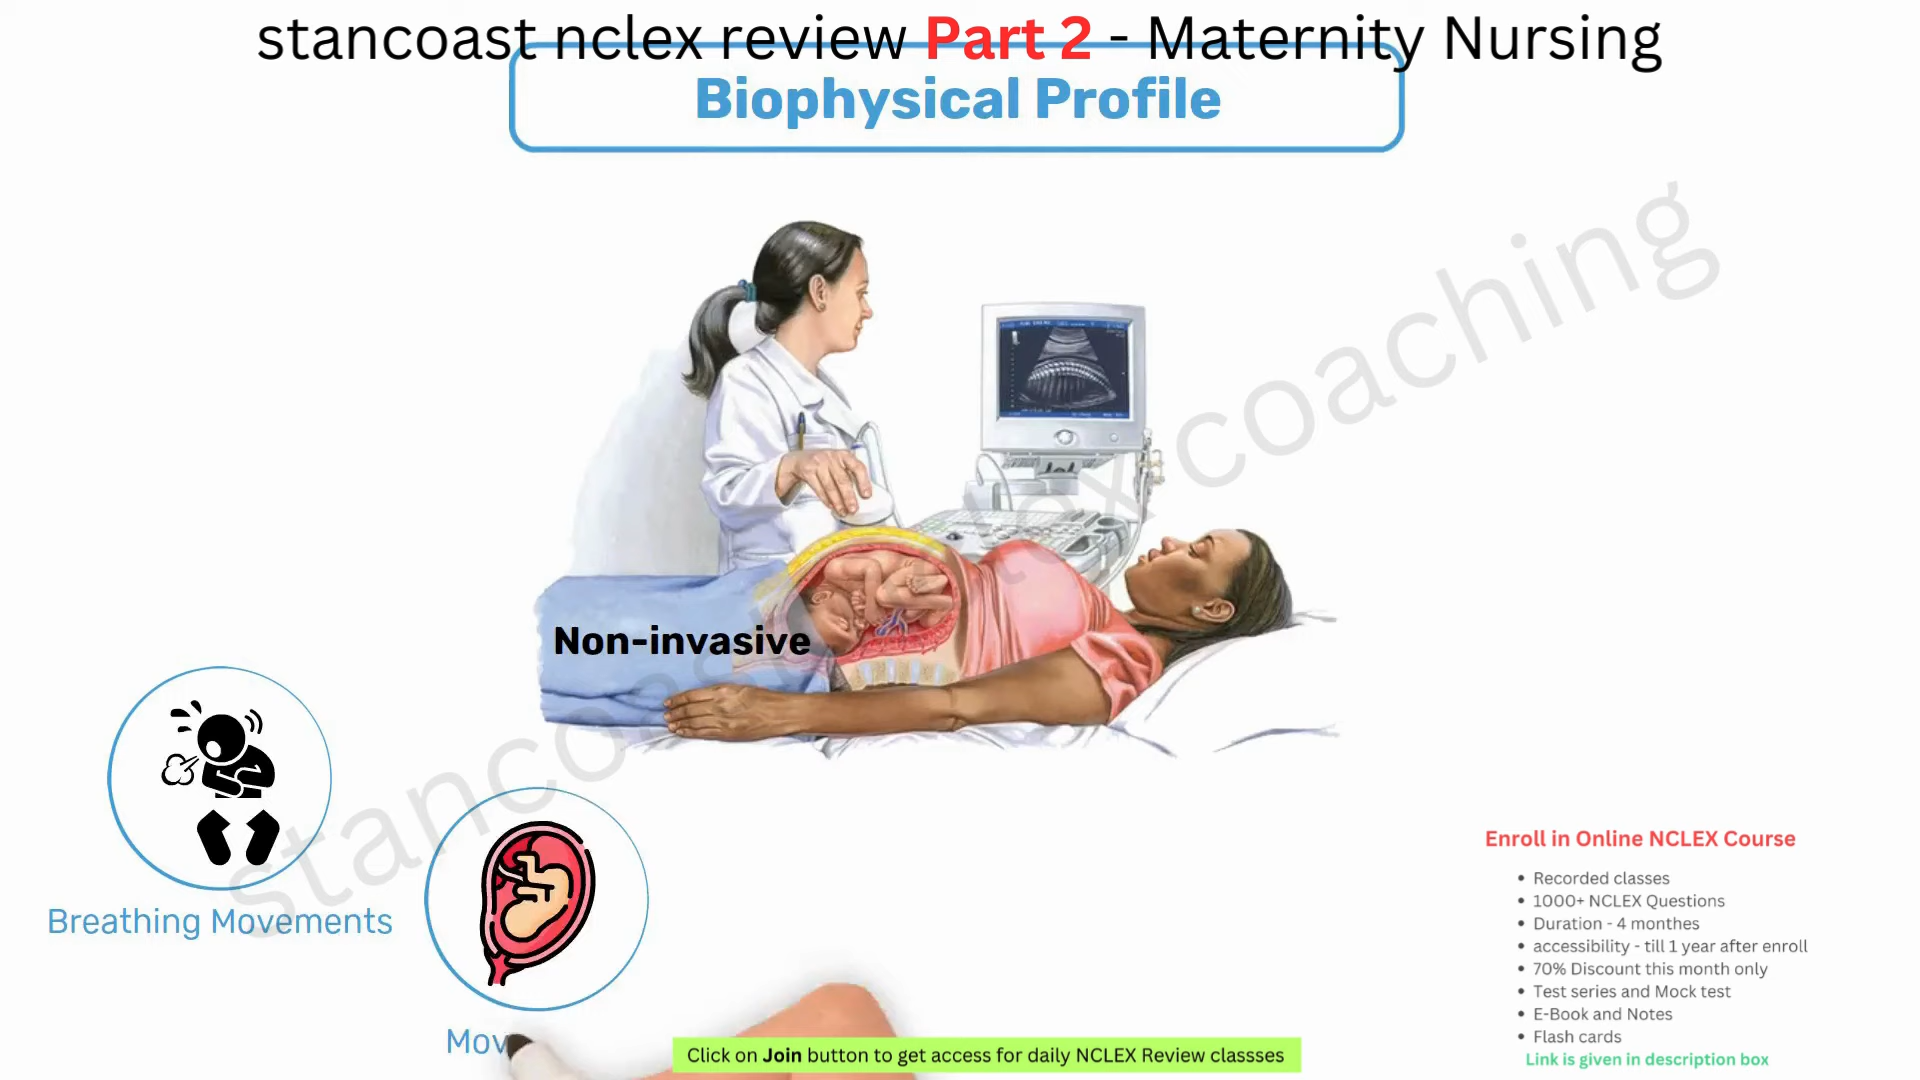 stancoast nclex review Part 2 - Maternity Nursing
Biophysical Profile
stancoast nclex coaching
Non-invasive
Breathing Movements
Mov
Enroll in Online NCLEX Course
• Recorded classes
• 1000+ NCLEX Questions
• Duration - 4 monthes
• accessibility - till 1 year after enroll
• 70% Discount this month only
• Test series and Mock test
• E-Book and Notes
• Flash cards
Link is given in description box
Click on Join button to get access for daily NCLEX Review classses